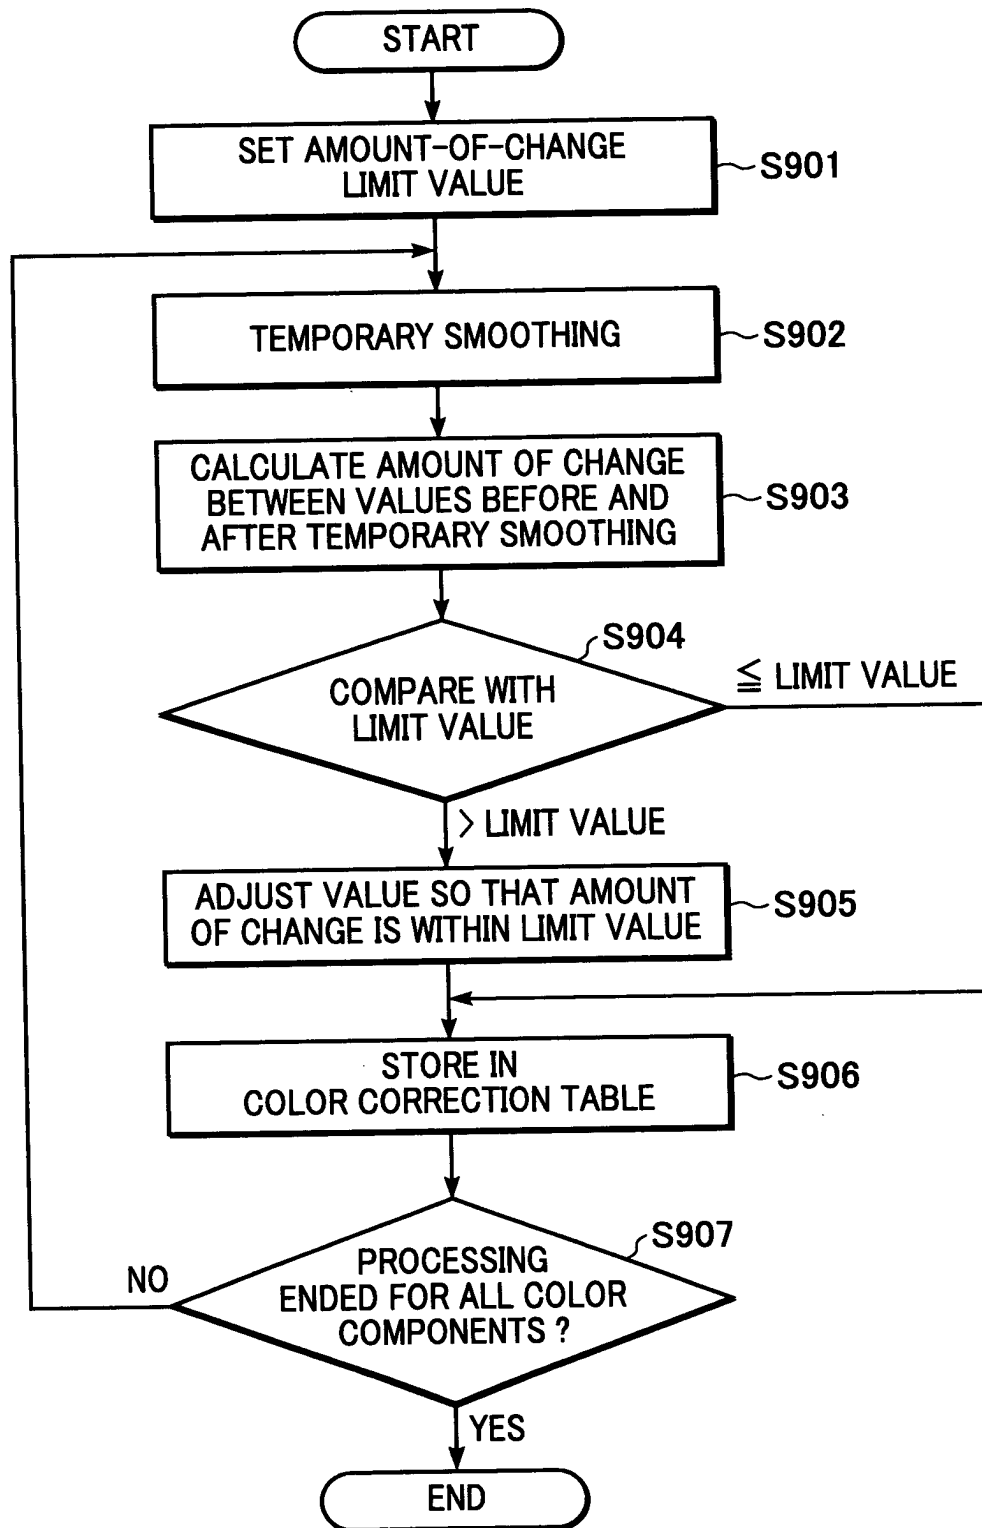 START
SET AMOUNT-OF-CHANGE
LIMIT VALUE
S901
TEMPORARY SMOOTHING
S902
CALCULATE AMOUNT OF CHANGE
BETWEEN VALUES BEFORE AND
AFTER TEMPORARY SMOOTHING
S903
S904
COMPARE WITH
LIMIT VALUE
≦ LIMIT VALUE
> LIMIT VALUE
ADJUST VALUE SO THAT AMOUNT
OF CHANGE IS WITHIN LIMIT VALUE
S905
STORE IN
COLOR CORRECTION TABLE
S906
S907
PROCESSING
ENDED FOR ALL COLOR
COMPONENTS ?
NO
YES
END